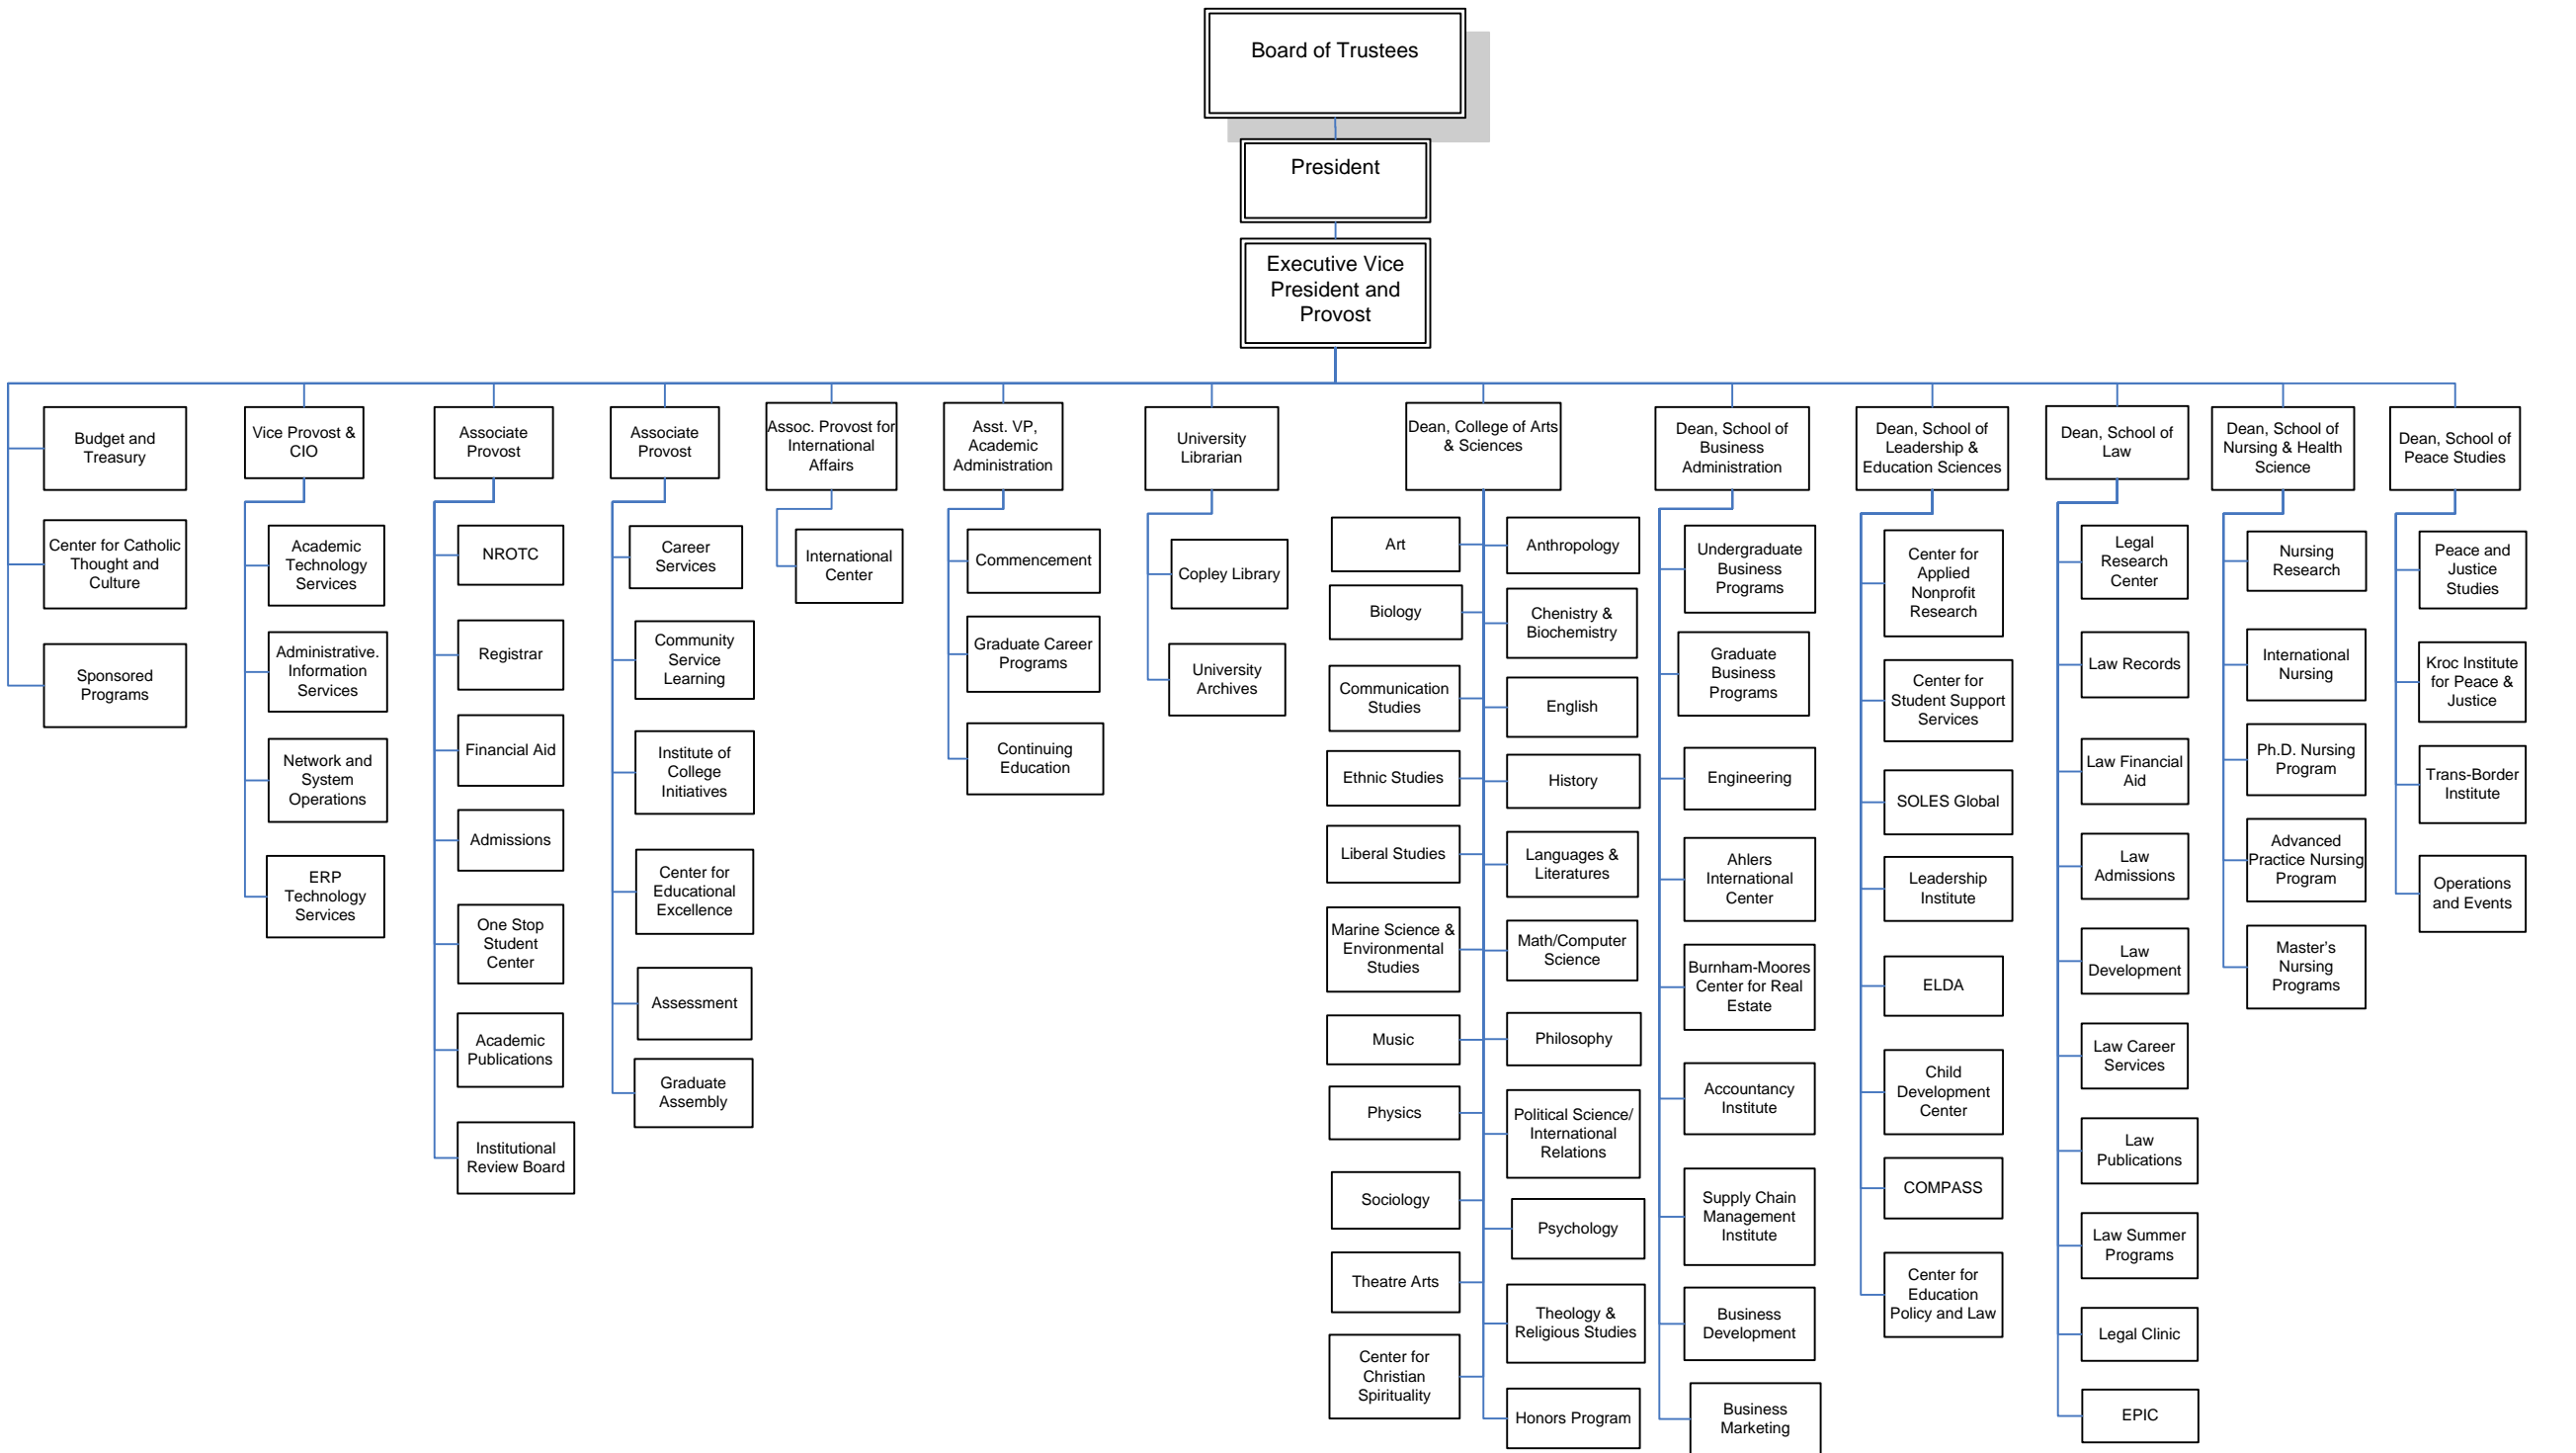 Board of Trustees
President
Executive Vice
President and
Provost
Budget and
Treasury
Center for Catholic
Thought and
Culture
Sponsored
Programs
Vice Provost &
CIO
Academic
Technology
Services
Administrative.
Information
Services
Network and
System
Operations
ERP
Technology
Services
Associate
Provost
NROTC
Registrar
Financial Aid
Admissions
One Stop
Student
Center
Academic
Publications
Institutional
Review Board
Associate
Provost
Career
Services
Community
Service
Learning
Institute of
College
Initiatives
Center for
Educational
Excellence
Assessment
Graduate
Assembly
Assoc. Provost for
International
Affairs
International
Center
Asst. VP,
Academic
Administration
Commencement
Graduate Career
Programs
Continuing
Education
University
Librarian
Copley Library
University
Archives
Dean, College of Arts
& Sciences
Art
Anthropology
Biology
Chenistry &
Biochemistry
Communication
Studies
English
Ethnic Studies
History
Liberal Studies
Languages &
Literatures
Marine Science &
Environmental
Studies
Math/Computer
Science
Music
Philosophy
Physics
Political Science/
International
Relations
Sociology
Psychology
Theatre Arts
Theology &
Religious Studies
Center for
Christian
Spirituality
Honors Program
Dean, School of
Business
Administration
Undergraduate
Business
Programs
Graduate
Business
Programs
Engineering
Ahlers
International
Center
Burnham-Moores
Center for Real
Estate
Accountancy
Institute
Supply Chain
Management
Institute
Business
Development
Business
Marketing
Dean, School of
Leadership &
Education Sciences
Center for
Applied
Nonprofit
Research
Center for
Student Support
Services
SOLES Global
Leadership
Institute
ELDA
Child
Development
Center
COMPASS
Center for
Education
Policy and Law
Dean, School of
Law
Legal
Research
Center
Law Records
Law Financial
Aid
Law
Admissions
Law
Development
Law Career
Services
Law
Publications
Law Summer
Programs
Legal Clinic
EPIC
Dean, School of
Nursing & Health
Science
Nursing
Research
International
Nursing
Ph.D. Nursing
Program
Advanced
Practice Nursing
Program
Master’s
Nursing
Programs
Dean, School of
Peace Studies
Peace and
Justice
Studies
Kroc Institute
for Peace &
Justice
Trans-Border
Institute
Operations
and Events